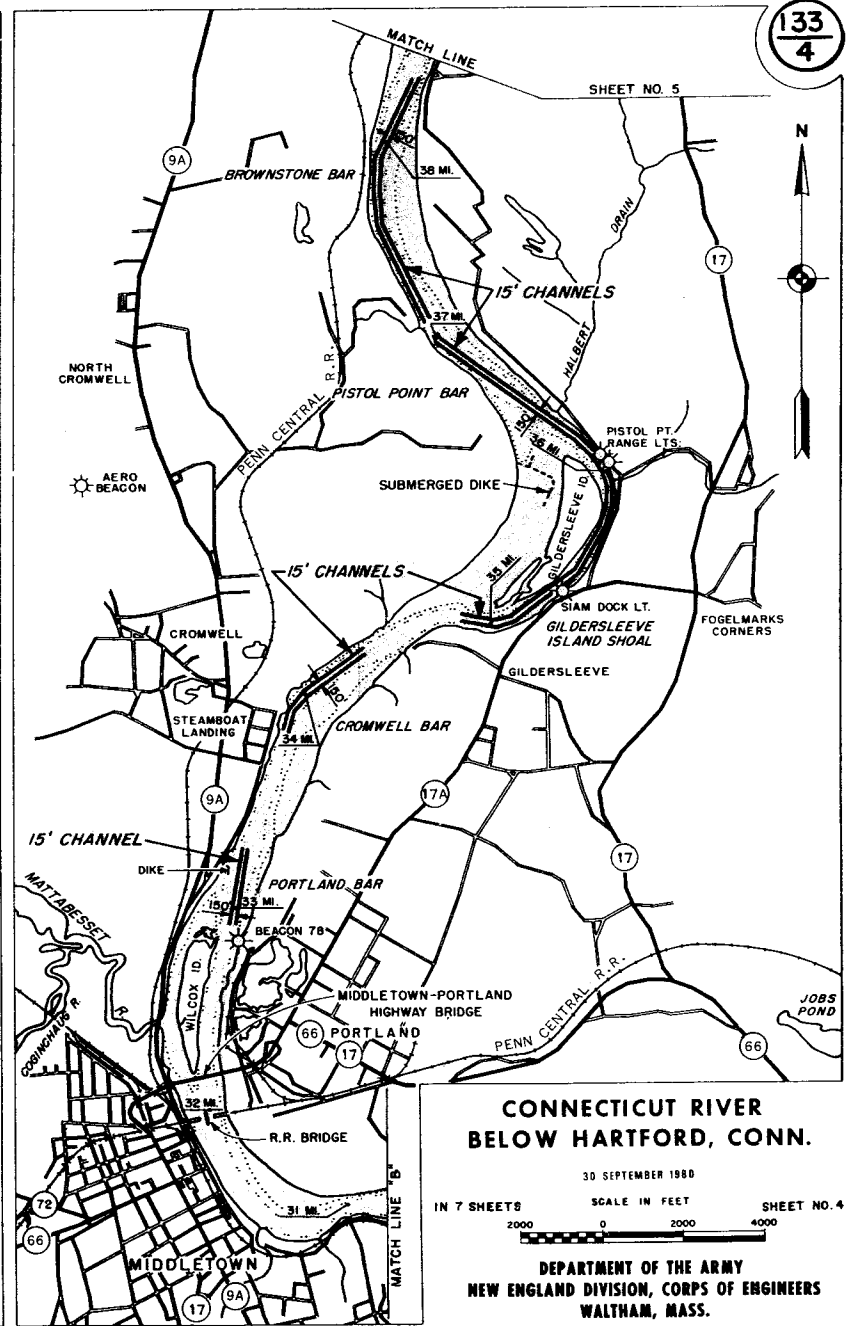 133
4
MATCH LINE
SHEET NO. 5
N
9A
BROWNSTONE BAR
150'
38 MI.
HALBERT DRAIN
17
15' CHANNELS
37 MI.
NORTH
CROMWELL
PENN CENTRAL R.R.
PISTOL POINT BAR
150'
36 MI.
PISTOL PT.
RANGE LTS.
AERO
BEACON
SUBMERGED DIKE
GILDERSLEEVE ID.
35 MI.
15' CHANNELS
SIAM DOCK LT.
GILDERSLEEVE
ISLAND SHOAL
FOGELMARKS
CORNERS
CROMWELL
GILDERSLEEVE
150'
STEAMBOAT
LANDING
34 MI.
CROMWELL BAR
9A
17A
15' CHANNEL
17
DIKE
MATTABESSET R.
PORTLAND BAR
150'
33 MI.
BEACON 78
WILCOX ID.
MIDDLETOWN-PORTLAND
HIGHWAY BRIDGE
COGINCHAUG R.
66 PORTLAND
17
PENN CENTRAL R.R.
JOBS
POND
66
32 MI.
R.R. BRIDGE
72
66
31 MI.
MATCH LINE "B"
MIDDLETOWN
17
9A
CONNECTICUT RIVER
BELOW HARTFORD, CONN.
30 SEPTEMBER 1980
IN 7 SHEETS
SCALE IN FEET
SHEET NO. 4
2000 0 2000 4000
DEPARTMENT OF THE ARMY
NEW ENGLAND DIVISION, CORPS OF ENGINEERS
WALTHAM, MASS.